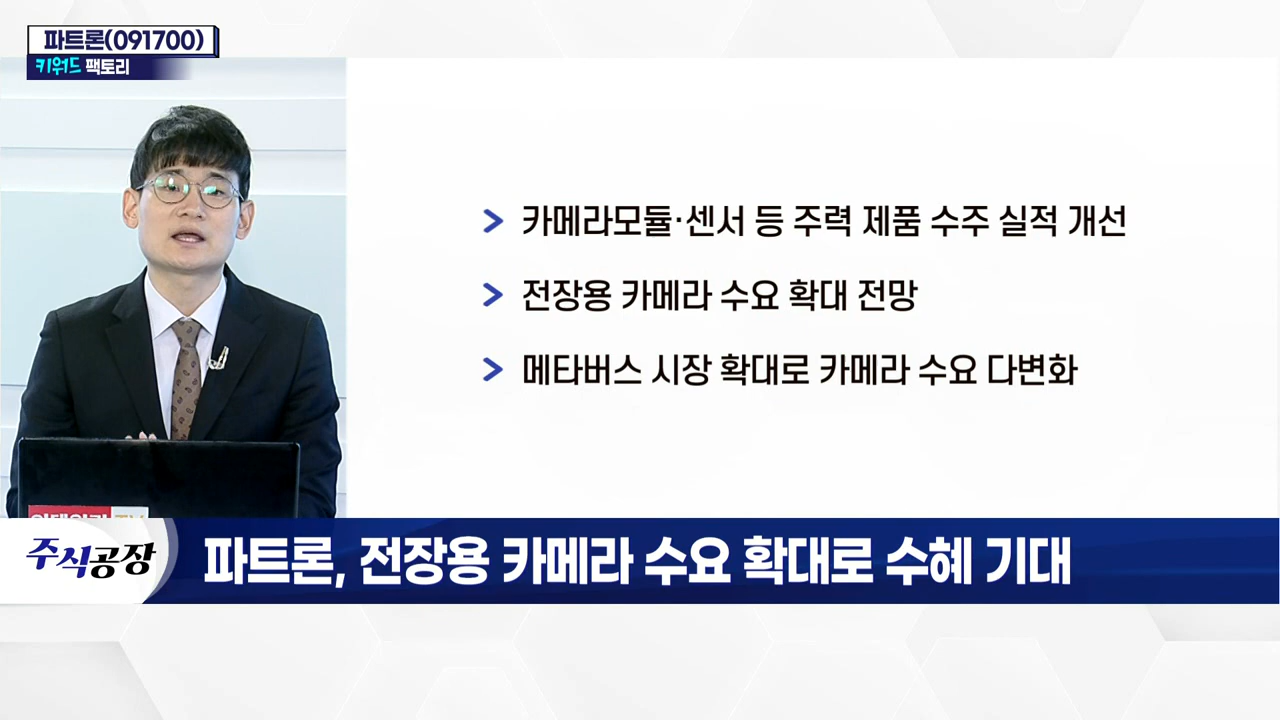 파트론(091700)
키워드 팩토리
카메라모듈·센서 등 주력 제품 수주 실적 개선
전장용 카메라 수요 확대 전망
메타버스 시장 확대로 카메라 수요 다변화
주식공장
파트론, 전장용 카메라 수요 확대로 수혜 기대